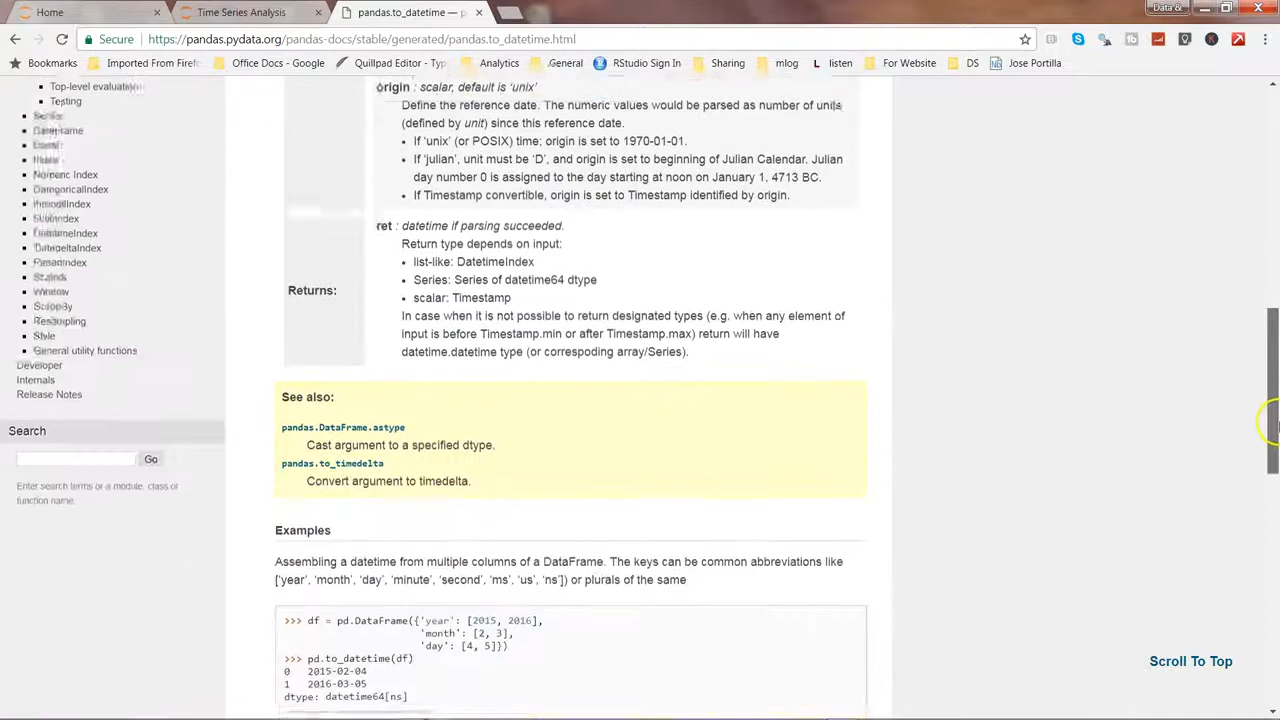 Home
Time Series Analysis
pandas.to_datetime — p
Data &
Secure
https://pandas.pydata.org/pandas-docs/stable/generated/pandas.to_datetime.html
Bookmarks
Imported From Firef
Office Docs - Google
Quillpad Editor - Typ
Analytics
General
RStudio Sign In
Sharing
mlog
listen
For Website
DS
Jose Portilla
Top-level evaluation
Testing
Index
Numeric Index
CategoricalIndex
DatetimeIndex
TimedeltaIndex
Window
GroupBy
Resampling
Style
General utility functions
Developer
Internals
Release Notes
Search
Go
Enter search terms or a module, class or
function name.
origin : scalar, default is ‘unix’
Define the reference date. The numeric values would be parsed as number of units
(defined by unit) since this reference date.
• If ‘unix’ (or POSIX) time; origin is set to 1970-01-01.
• If ‘julian’, unit must be ‘D’, and origin is set to beginning of Julian Calendar. Julian
day number 0 is assigned to the day starting at noon on January 1, 4713 BC.
• If Timestamp convertible, origin is set to Timestamp identified by origin.
Returns:
ret : datetime if parsing succeeded.
Return type depends on input:
• list-like: DatetimeIndex
• Series: Series of datetime64 dtype
• scalar: Timestamp
In case when it is not possible to return designated types (e.g. when any element of
input is before Timestamp.min or after Timestamp.max) return will have
datetime.datetime type (or correspoding array/Series).
See also:
pandas.DataFrame.astype
Cast argument to a specified dtype.
pandas.to_timedelta
Convert argument to timedelta.
Examples
Assembling a datetime from multiple columns of a DataFrame. The keys can be common abbreviations like
[‘year’, ‘month’, ‘day’, ‘minute’, ‘second’, ‘ms’, ‘us’, ‘ns’]) or plurals of the same
>>> df = pd.DataFrame({'year': [2015, 2016],
'month': [2, 3],
'day': [4, 5]})
>>> pd.to_datetime(df)
0 2015-02-04
1 2016-03-05
dtype: datetime64[ns]
Scroll To Top